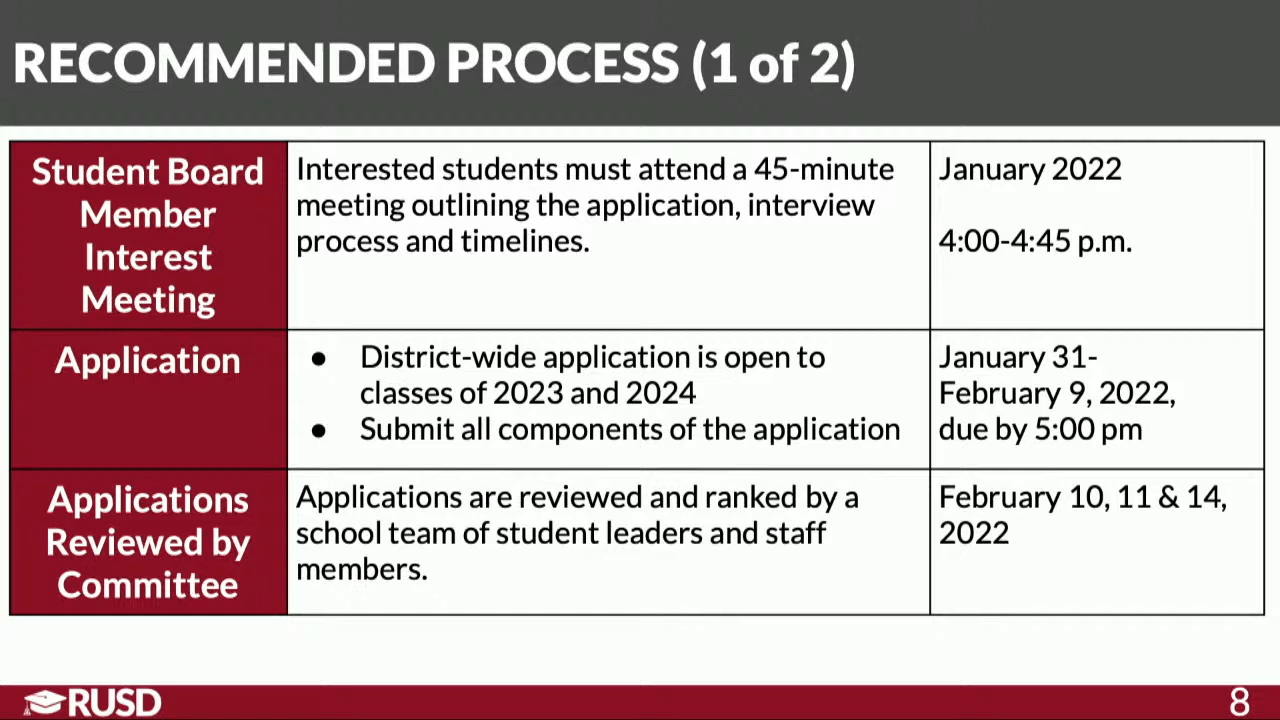 RECOMMENDED PROCESS (1 of 2)
Student Board
Member
Interest
Meeting
Interested students must attend a 45-minute
meeting outlining the application, interview
process and timelines.
January 2022
4:00-4:45 p.m.
Application
● District-wide application is open to
classes of 2023 and 2024
● Submit all components of the application
January 31-
February 9, 2022,
due by 5:00 pm
Applications
Reviewed by
Committee
Applications are reviewed and ranked by a
school team of student leaders and staff
members.
February 10, 11 & 14,
2022
RUSD
8